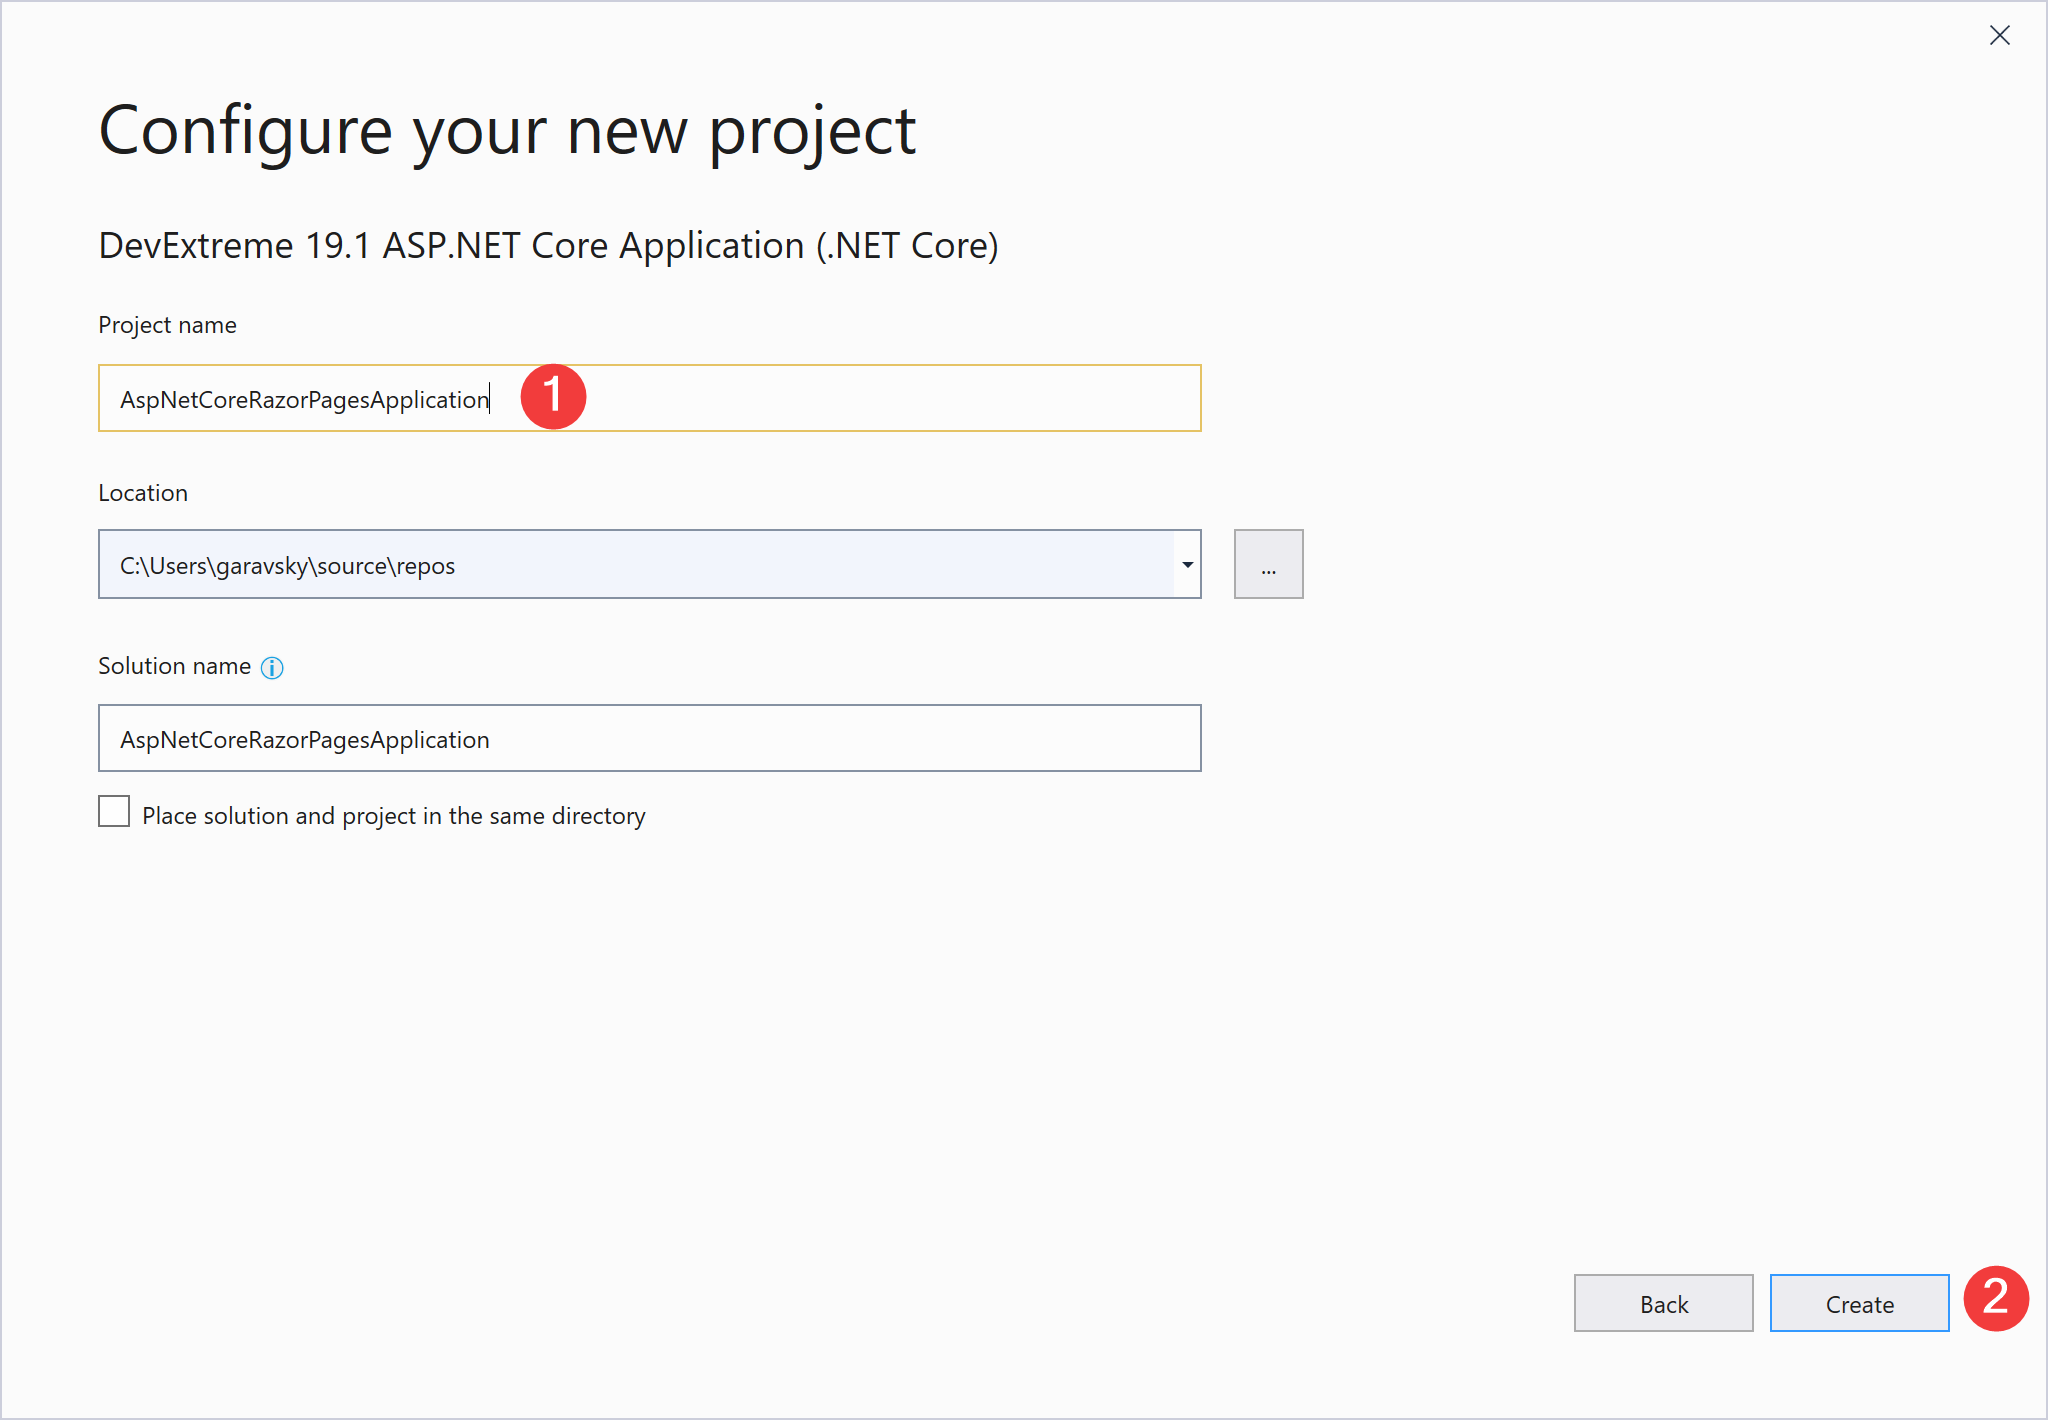 Configure your new project
DevExtreme 19.1 ASP.NET Core Application (.NET Core)
Project name
AspNetCoreRazorPagesApplication
1
Location
C:\Users\garavsky\source\repos
...
Solution name
AspNetCoreRazorPagesApplication
Place solution and project in the same directory
Back
Create
2